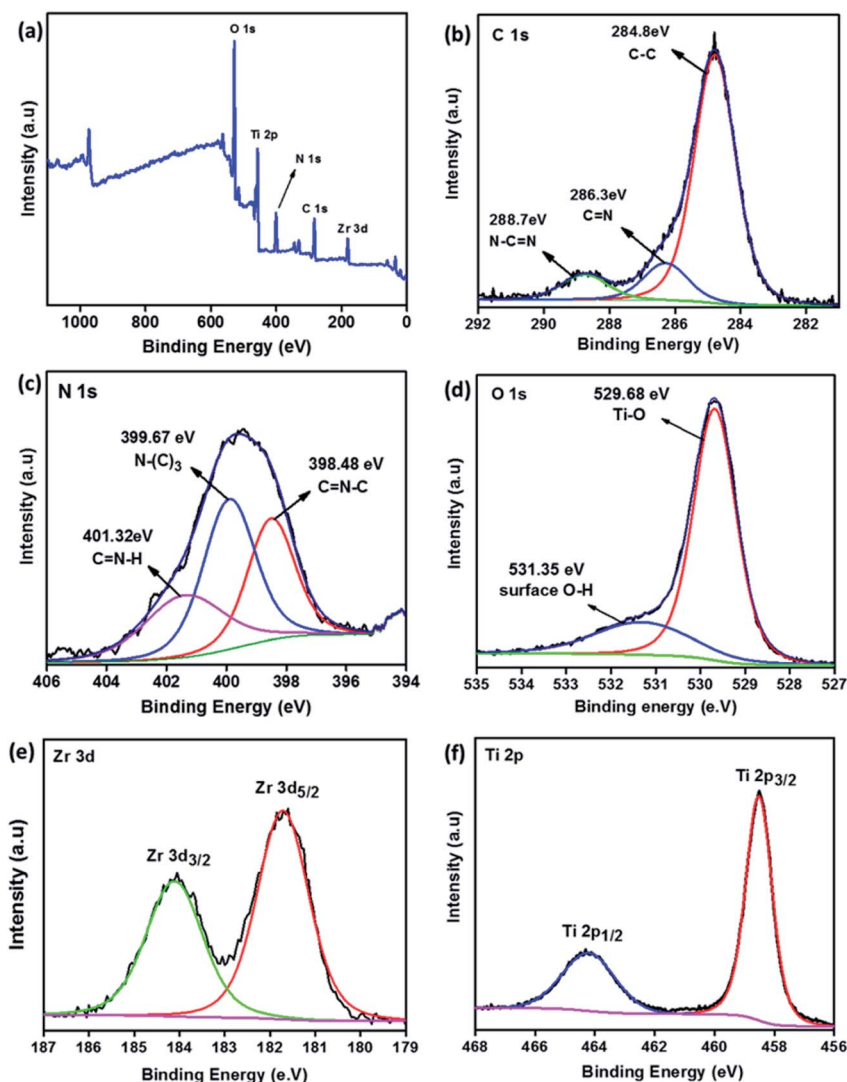 (a)
O 1s
Ti 2p
N 1s
C 1s
Zr 3d
Intensity (a.u)
1000 800 600 400 200 0
Binding Energy (eV)
(b) C 1s
284.8eV
C-C
286.3eV
C=N
288.7eV
N-C=N
Intensity (a.u)
292 290 288 286 284 282
Binding Energy (eV)
(c) N 1s
399.67 eV
N-(C)3
398.48 eV
C=N-C
401.32eV
C=N-H
Intensity (a.u)
406 404 402 400 398 396 394
Binding Energy (eV)
(d) O 1s
529.68 eV
Ti-O
531.35 eV
surface O-H
Intensity (a.u)
535 534 533 532 531 530 529 528 527
Binding energy (e.V)
(e) Zr 3d
Zr 3d5/2
Zr 3d3/2
Intensity (a.u)
187 186 185 184 183 182 181 180 179
Binding Energy (e.V)
(f) Ti 2p
Ti 2p3/2
Ti 2p1/2
Intensity (a.u)
468 466 464 462 460 458 456
Binding Energy (eV)